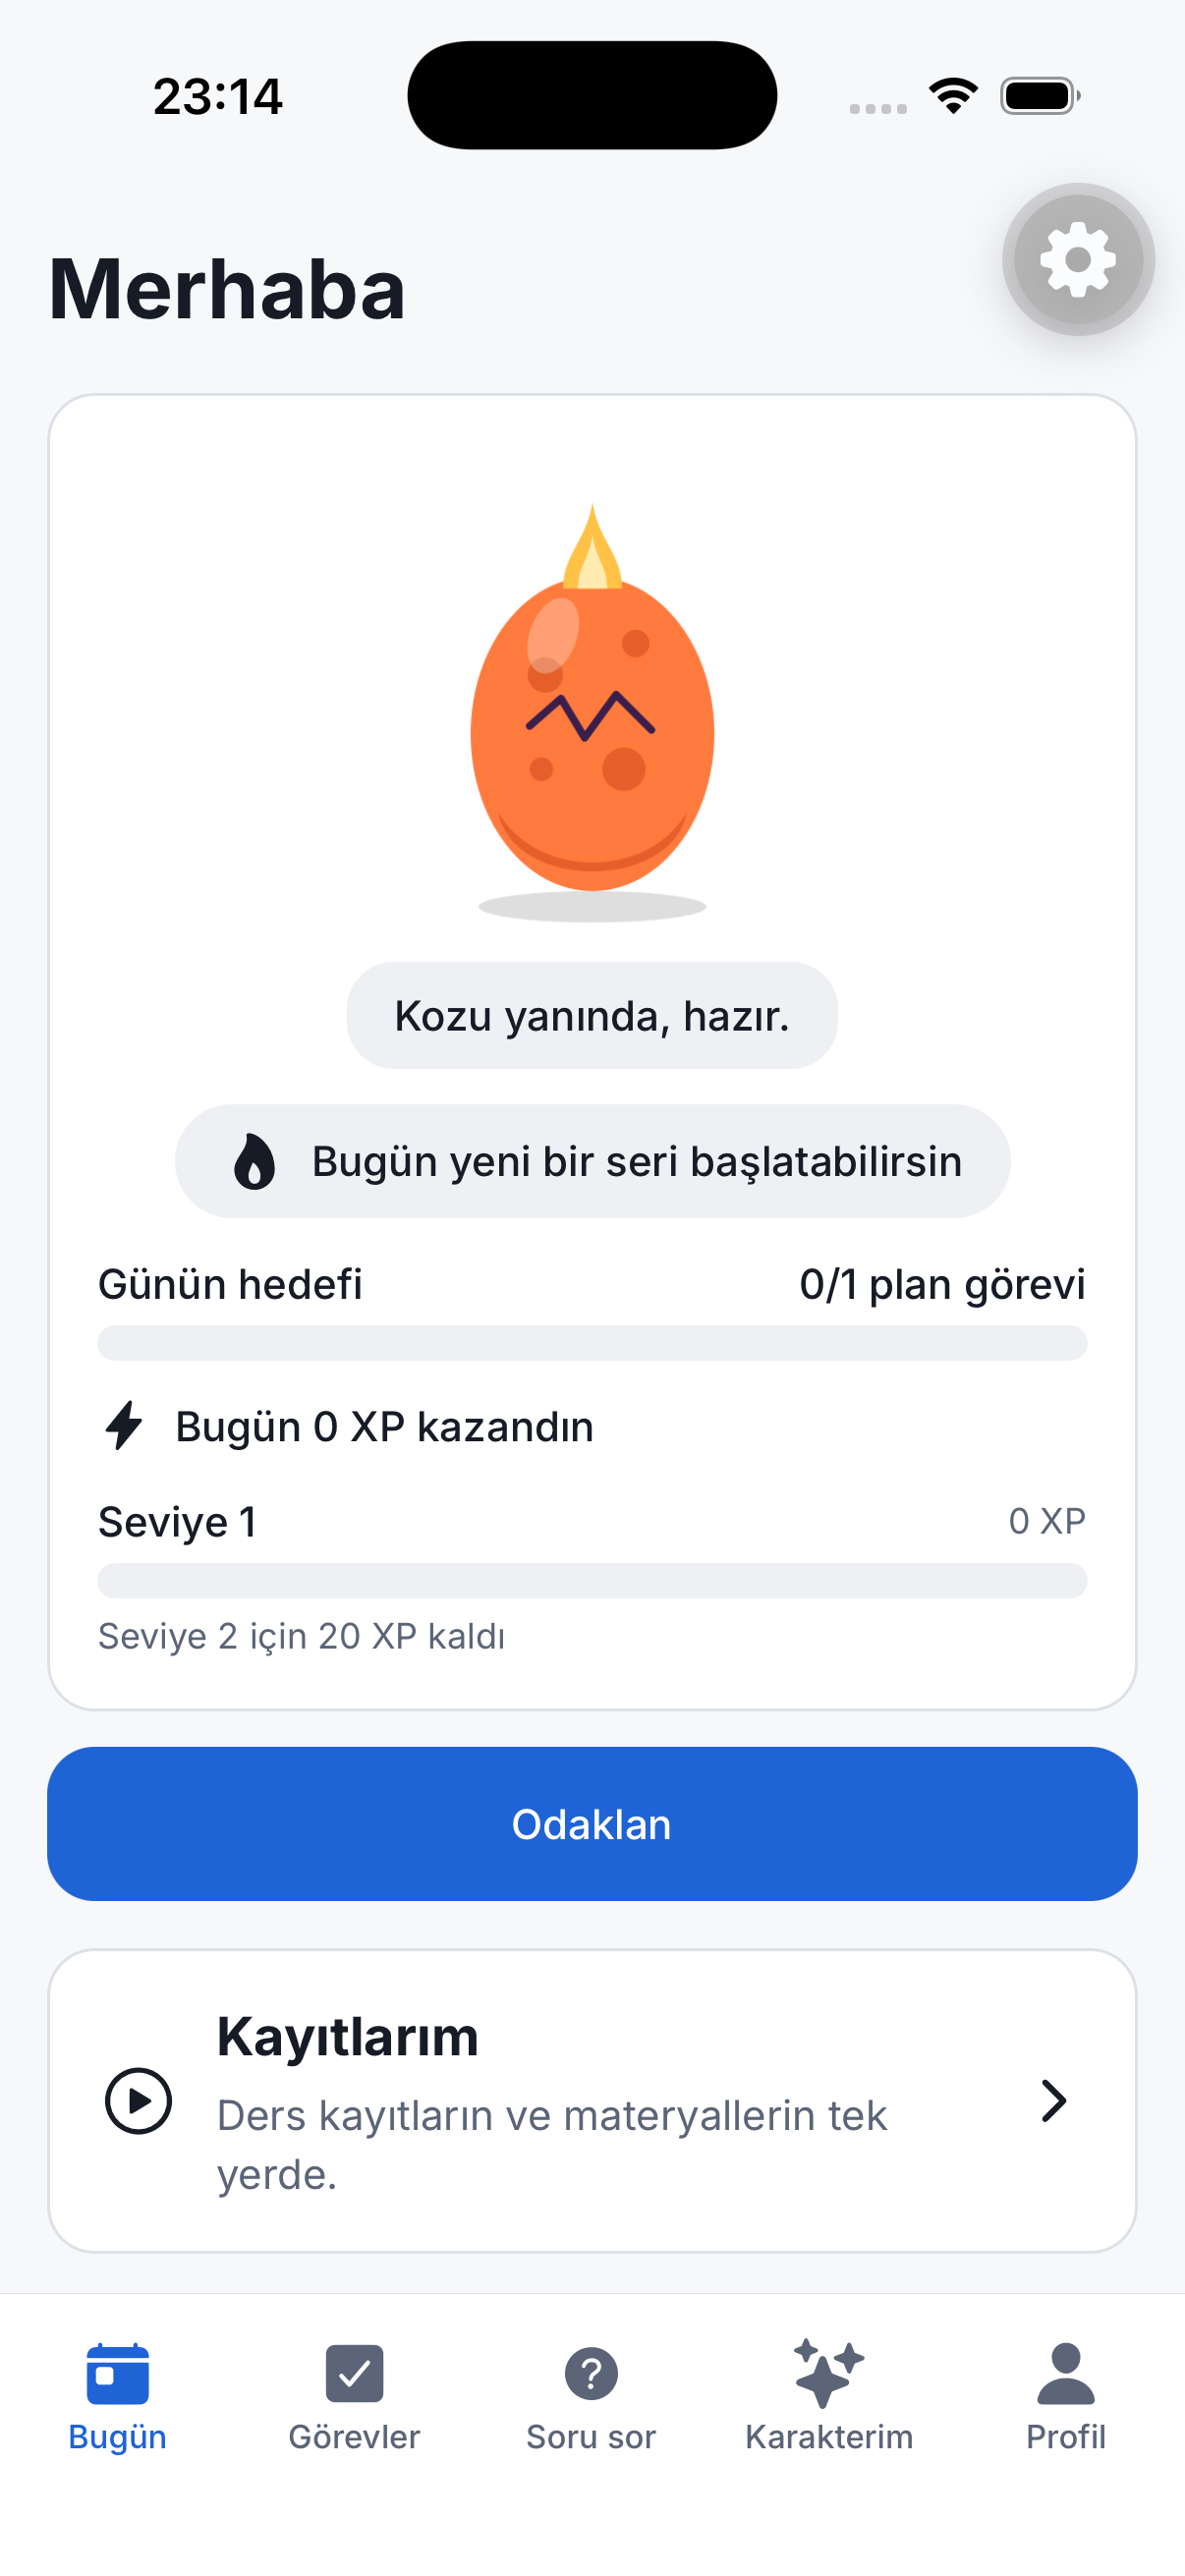 23:14
Merhaba
Kozu yanında, hazır.
Bugün yeni bir seri başlatabilirsin
Günün hedefi 0/1 plan görevi
Bugün 0 XP kazandın
Seviye 1 0 XP
Seviye 2 için 20 XP kaldı
Odaklan
Kayıtlarım
Ders kayıtların ve materyallerin tek
yerde.
Bugün Görevler Soru sor Karakterim Profil